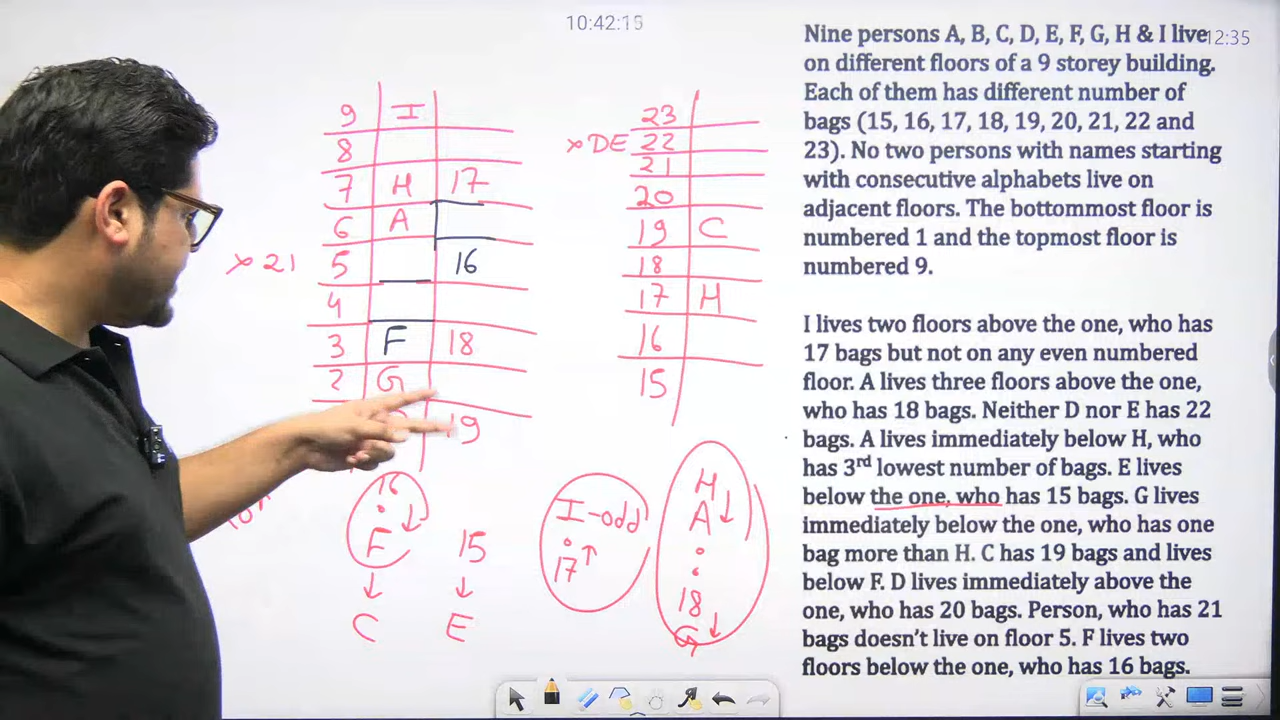 10:42:15
12:35
Nine persons A, B, C, D, E, F, G, H & I live
on different floors of a 9 storey building.
Each of them has different number of
bags (15, 16, 17, 18, 19, 20, 21, 22 and
23). No two persons with names starting
with consecutive alphabets live on
adjacent floors. The bottommost floor is
numbered 1 and the topmost floor is
numbered 9.
I lives two floors above the one, who has
17 bags but not on any even numbered
floor. A lives three floors above the one,
who has 18 bags. Neither D nor E has 22
bags. A lives immediately below H, who
has 3rd lowest number of bags. E lives
below the one, who has 15 bags. G lives
immediately below the one, who has one
bag more than H. C has 19 bags and lives
below F. D lives immediately above the
one, who has 20 bags. Person, who has 21
bags doesn't live on floor 5. F lives two
floors below the one, who has 16 bags.
9 I
8
7 H 17
6 A
× 21 5 16
4
3 F 18
2 G
19
23
× DE 22
21
20
19 C
18
17 H
16
15
16
.
F ↓
↓
C
15
↓
E
I - odd
.
17 ↑
H
A ↓
.
.
18
G ↓